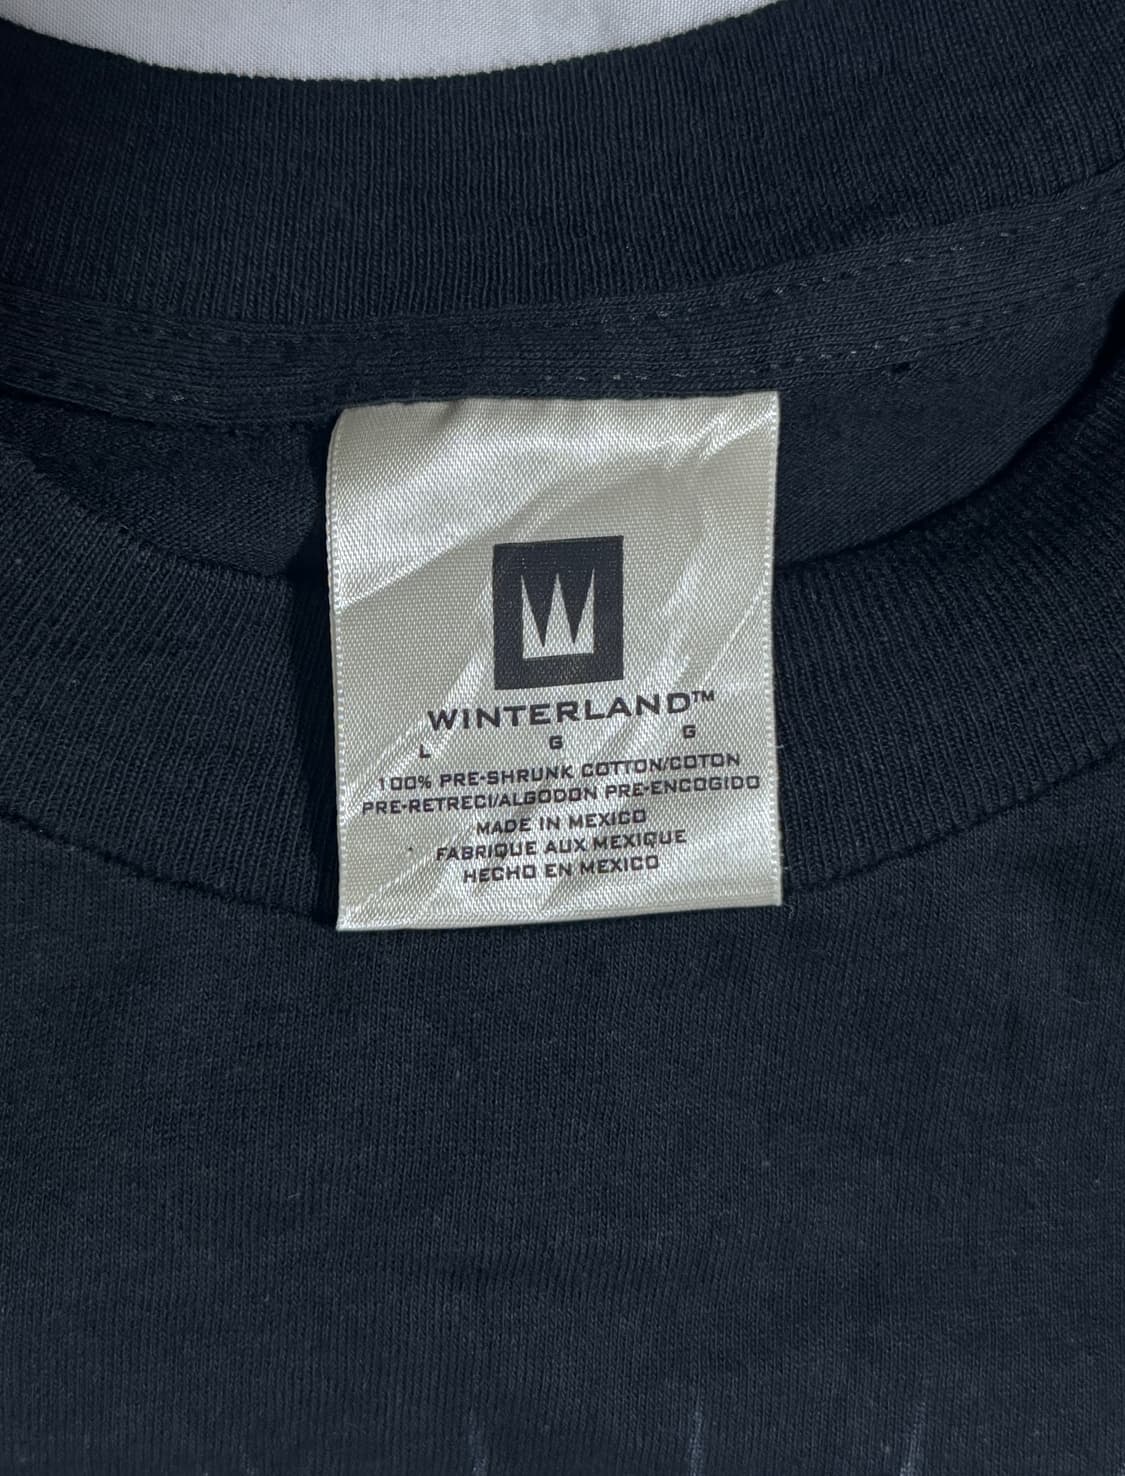 W
WINTERLAND™
L G G
100% PRE-SHRUNK COTTON/COTON
PRE-RETRECI/ALGODON PRE-ENCOGIDO
MADE IN MEXICO
FABRIQUE AUX MEXIQUE
HECHO EN MEXICO